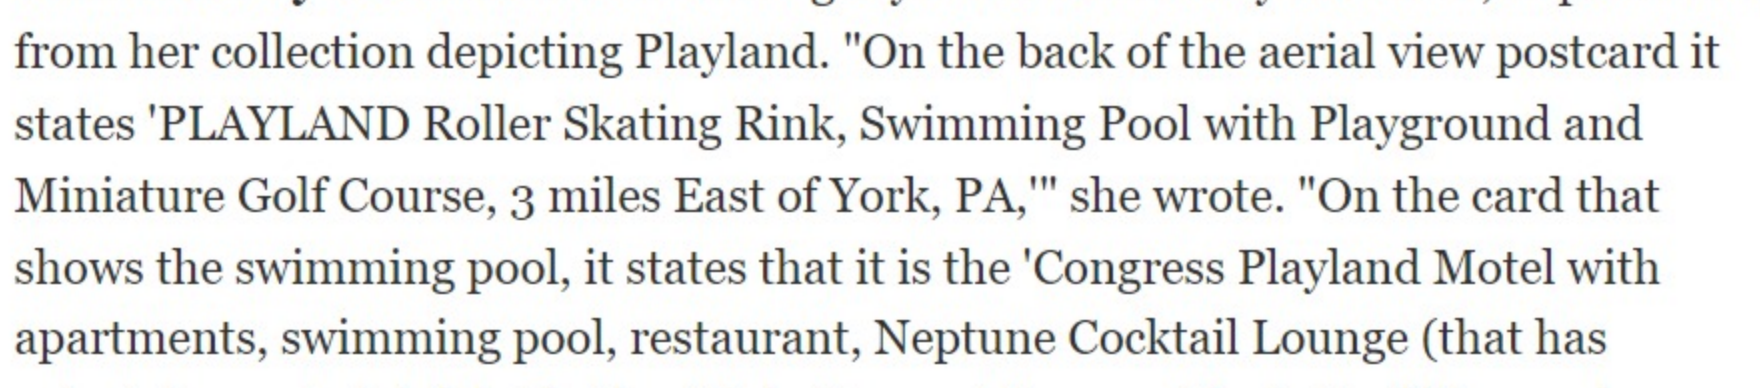 from her collection depicting Playland. "On the back of the aerial view postcard it
states 'PLAYLAND Roller Skating Rink, Swimming Pool with Playground and
Miniature Golf Course, 3 miles East of York, PA,'" she wrote. "On the card that
shows the swimming pool, it states that it is the 'Congress Playland Motel with
apartments, swimming pool, restaurant, Neptune Cocktail Lounge (that has